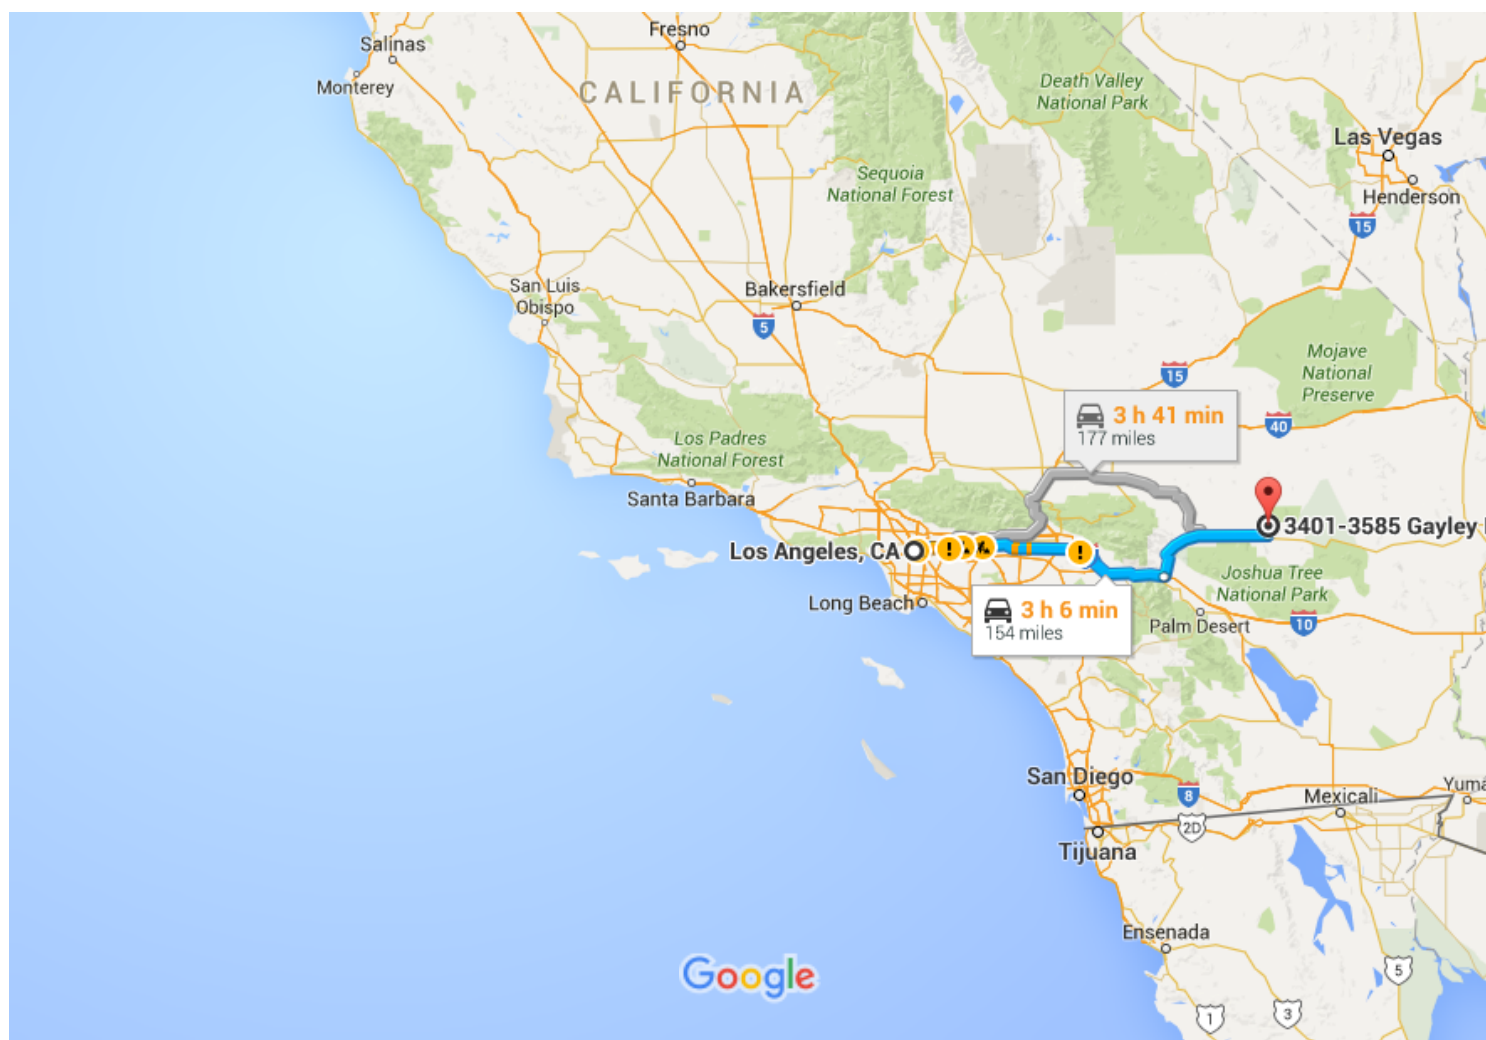 Fresno
Salinas
Monterey
CALIFORNIA
Death Valley
National Park
Las Vegas
Henderson
Sequoia
National Forest
15
San Luis
Obispo
Bakersfield
5
Mojave
National
Preserve
15
3 h 41 min
177 miles
40
Los Padres
National Forest
Santa Barbara
3401-3585 Gayley
Los Angeles, CA
Joshua Tree
National Park
Long Beach
3 h 6 min
154 miles
Palm Desert
10
San Diego
8
Mexicali
Yuma
2D
Tijuana
Ensenada
Google
5
1
3